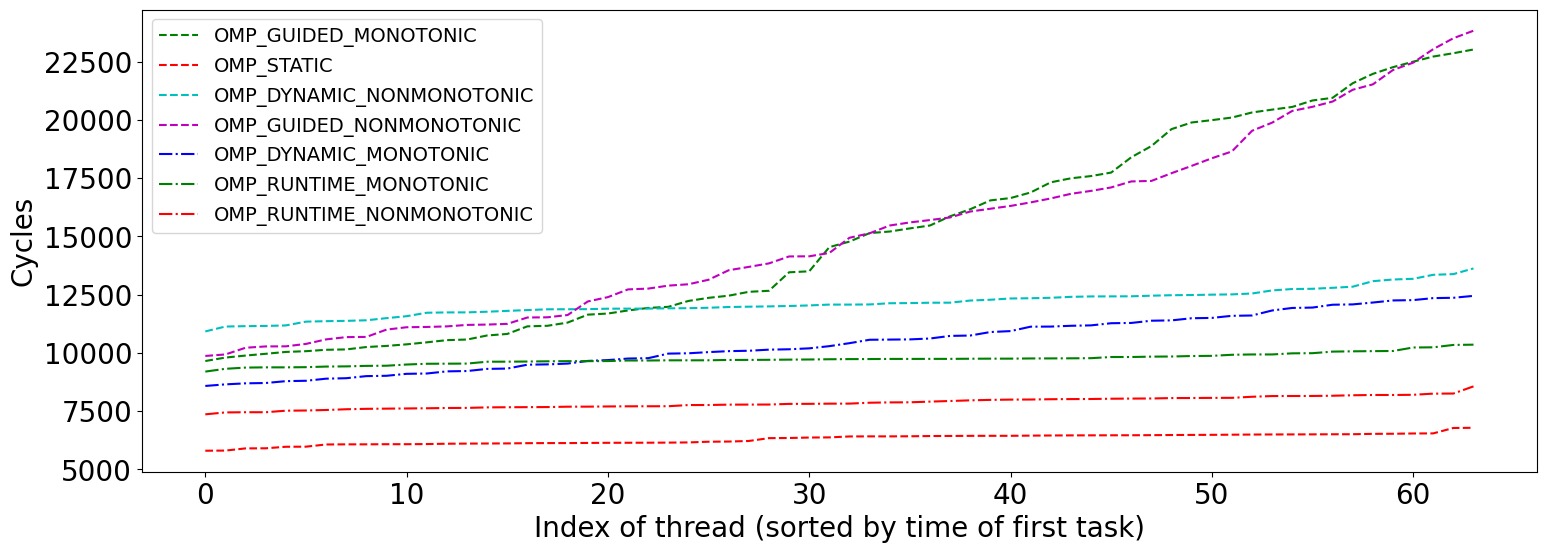 OMP_GUIDED_MONOTONIC
OMP_STATIC
OMP_DYNAMIC_NONMONOTONIC
OMP_GUIDED_NONMONOTONIC
OMP_DYNAMIC_MONOTONIC
OMP_RUNTIME_MONOTONIC
OMP_RUNTIME_NONMONOTONIC
Cycles
22500
20000
17500
15000
12500
10000
7500
5000
0 10 20 30 40 50 60
Index of thread (sorted by time of first task)